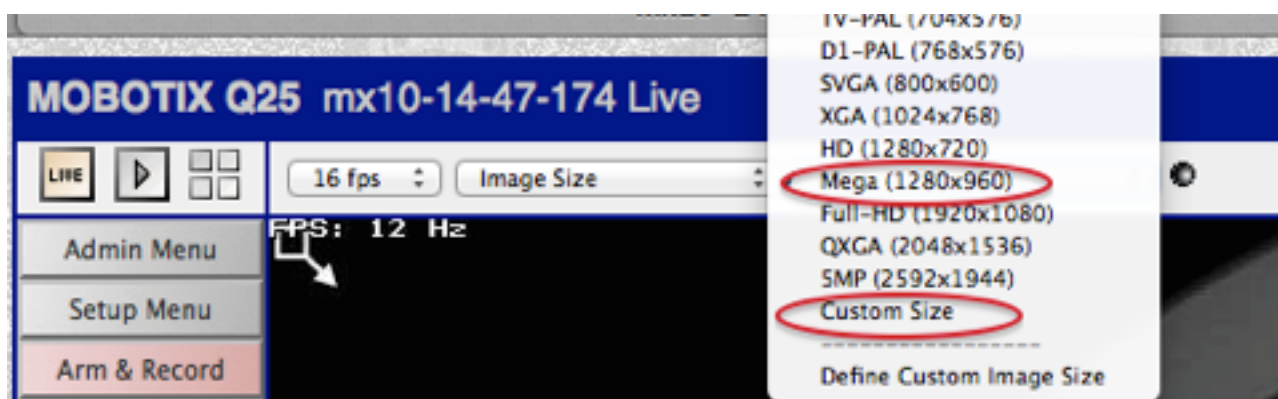 TV-PAL (704x576)
D1-PAL (768x576)
SVGA (800x600)
XGA (1024x768)
HD (1280x720)
Mega (1280x960)
Full-HD (1920x1080)
QXGA (2048x1536)
5MP (2592x1944)
Custom Size
------------------
Define Custom Image Size
MOBOTIX Q25 mx10-14-47-174 Live
LIVE
16 fps
Image Size
FPS: 12 Hz
Admin Menu
Setup Menu
Arm & Record